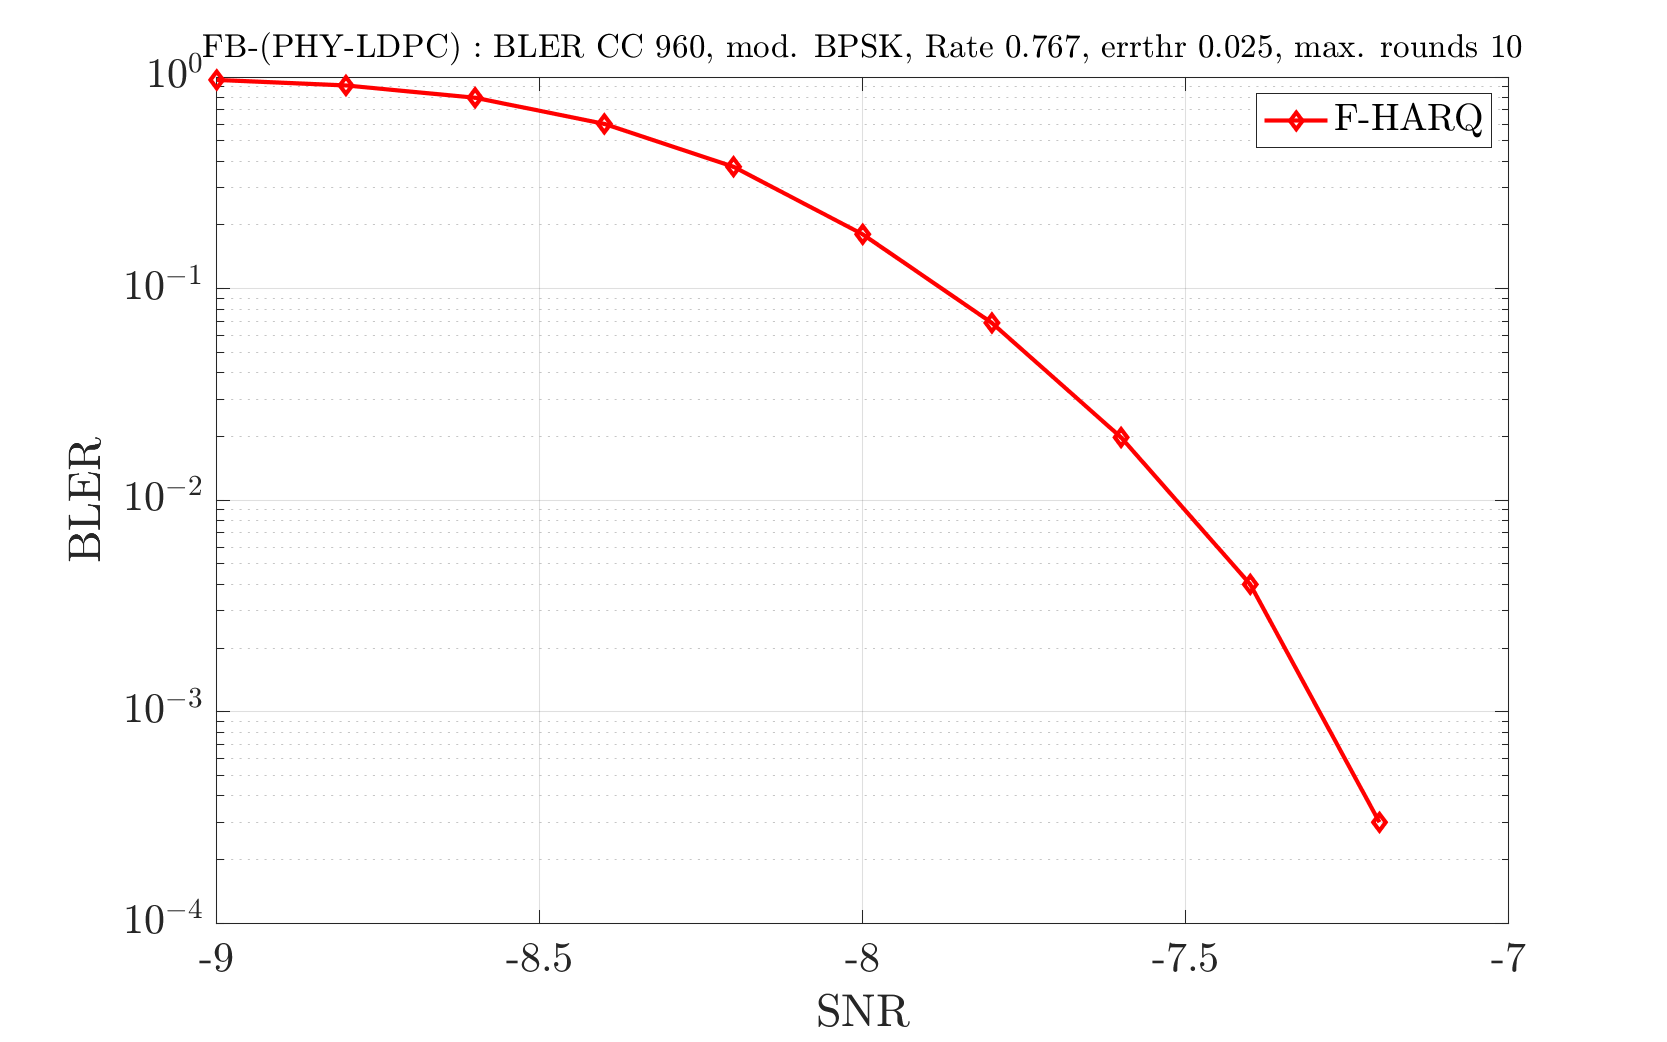 FB-(PHY-LDPC) : BLER CC 960, mod. BPSK, Rate 0.767, errthr 0.025, max. rounds 10
F-HARQ
10^0
10^{-1}
10^{-2}
10^{-3}
10^{-4}
BLER
-9 -8.5 -8 -7.5 -7
SNR